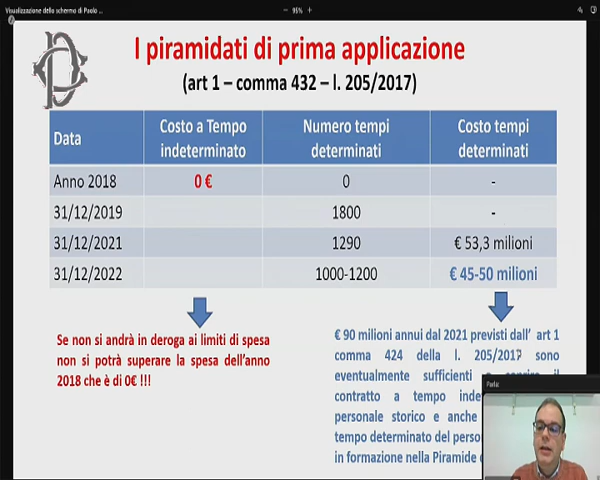 Visualizzazione dello schermo di Paolo ...
95%
I piramidati di prima applicazione
(art 1 – comma 432 – l. 205/2017)
Data Costo a Tempo indeterminato Numero tempi determinati Costo tempi determinati
Anno 2018 0 € 0 -
31/12/2019 1800 -
31/12/2021 1290 € 53,3 milioni
31/12/2022 1000-1200 € 45-50 milioni
Se non si andrà in deroga ai limiti di spesa
non si potrà superare la spesa dell'anno
2018 che è di 0€ !!!
€ 90 milioni annui dal 2021 previsti dall' art 1
comma 424 della l. 205/2017 sono
eventualmente sufficienti
contratto a tempo
personale storico e anche
tempo determinato del
in formazione nella Piramide
Paolo